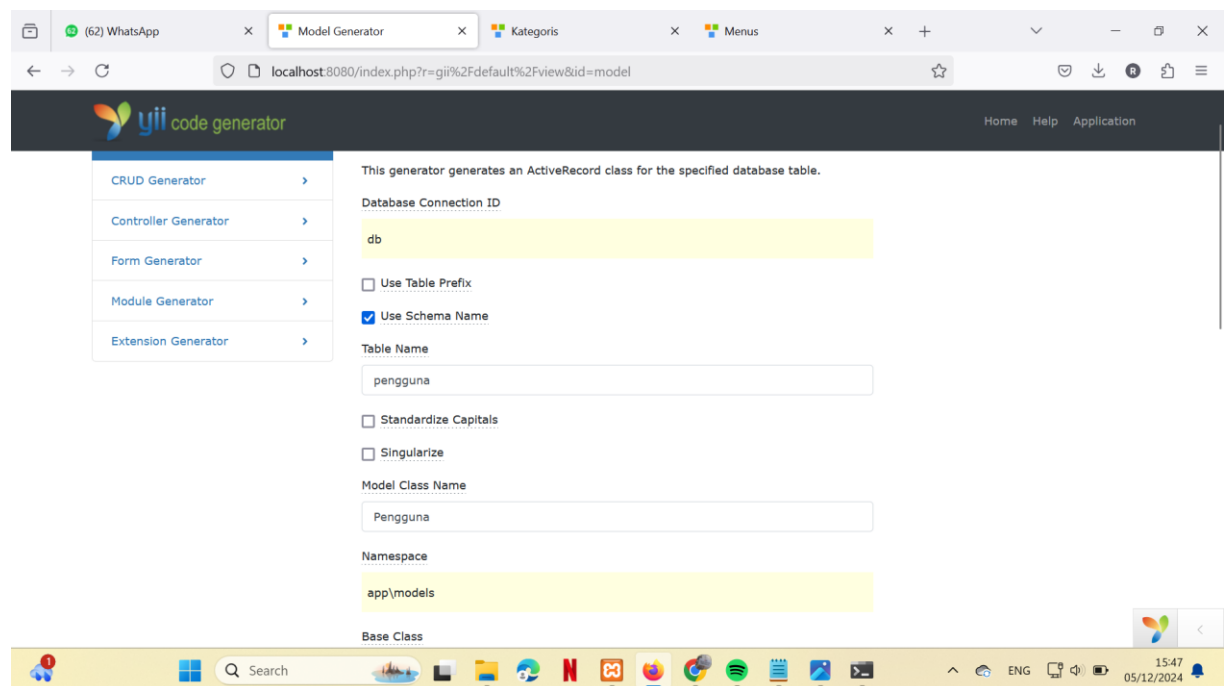 (62) WhatsApp
Model Generator
Kategoris
Menus
localhost:8080/index.php?r=gii%2Fdefault%2Fview&id=model
R
yii code generator
Home Help Application
CRUD Generator
Controller Generator
Form Generator
Module Generator
Extension Generator
This generator generates an ActiveRecord class for the specified database table.
Database Connection ID
db
Use Table Prefix
Use Schema Name
Table Name
pengguna
Standardize Capitals
Singularize
Model Class Name
Pengguna
Namespace
app\models
Base Class
1
Search
N
ENG
15:47
05/12/2024